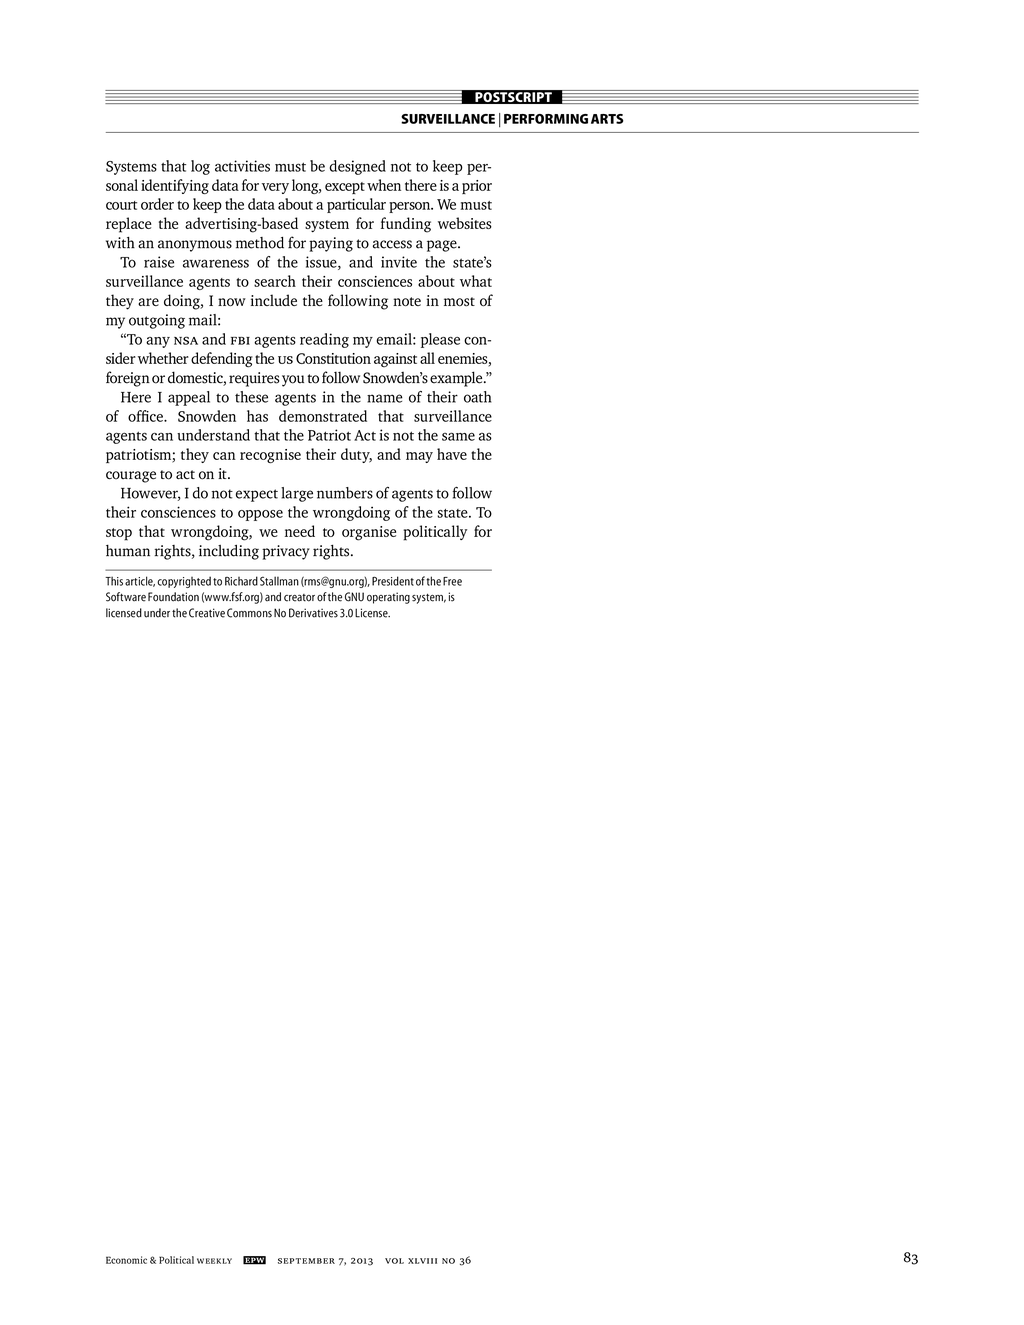 POSTSCRIPT
SURVEILLANCE | PERFORMING ARTS
Systems that log activities must be designed not to keep per-
sonal identifying data for very long, except when there is a prior
court order to keep the data about a particular person. We must
replace the advertising-based system for funding websites
with an anonymous method for paying to access a page.
To raise awareness of the issue, and invite the state’s
surveillance agents to search their consciences about what
they are doing, I now include the following note in most of
my outgoing mail:
“To any NSA and FBI agents reading my email: please con-
sider whether defending the US Constitution against all enemies,
foreign or domestic, requires you to follow Snowden’s example.”
Here I appeal to these agents in the name of their oath
of office. Snowden has demonstrated that surveillance
agents can understand that the Patriot Act is not the same as
patriotism; they can recognise their duty, and may have the
courage to act on it.
However, I do not expect large numbers of agents to follow
their consciences to oppose the wrongdoing of the state. To
stop that wrongdoing, we need to organise politically for
human rights, including privacy rights.
This article, copyrighted to Richard Stallman (rms@gnu.org), President of the Free
Software Foundation (www.fsf.org) and creator of the GNU operating system, is
licensed under the Creative Commons No Derivatives 3.0 License.
Economic & Political WEEKLY EPW SEPTEMBER 7, 2013 VOL XLVIII NO 36
83